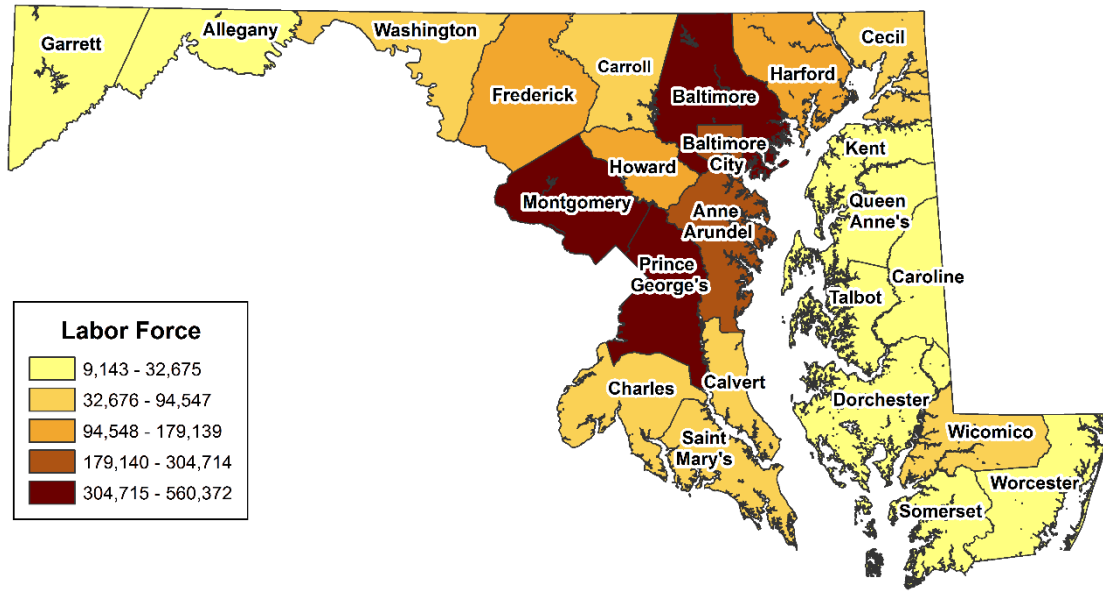 Garrett
Allegany
Washington
Frederick
Carroll
Baltimore
Harford
Cecil
Baltimore
City
Howard
Montgomery
Anne
Arundel
Prince
George's
Kent
Queen
Anne's
Caroline
Talbot
Dorchester
Charles
Calvert
Saint
Mary's
Wicomico
Worcester
Somerset
Labor Force
9,143 - 32,675
32,676 - 94,547
94,548 - 179,139
179,140 - 304,714
304,715 - 560,372